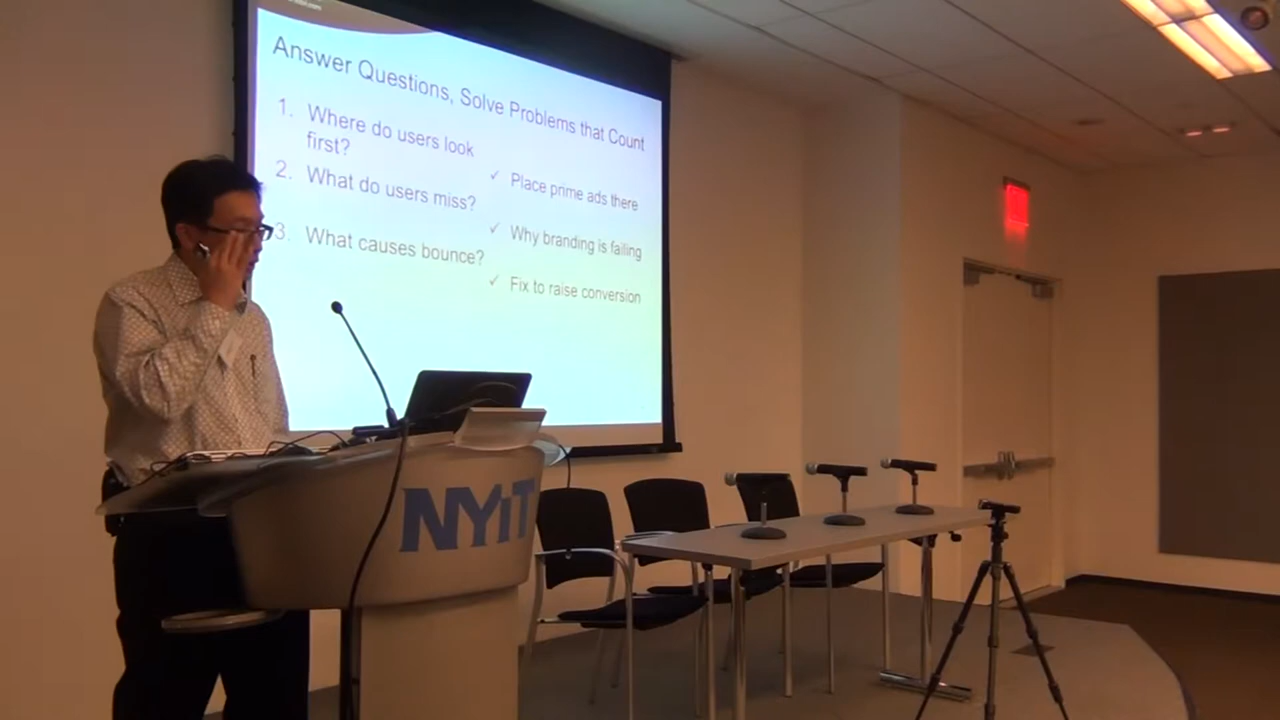 Answer Questions, Solve Problems that Count
1. Where do users look
first?
✓ Place prime ads there
2. What do users miss?
✓ Why branding is failing
3. What causes bounce?
✓ Fix to raise conversion
NYiT